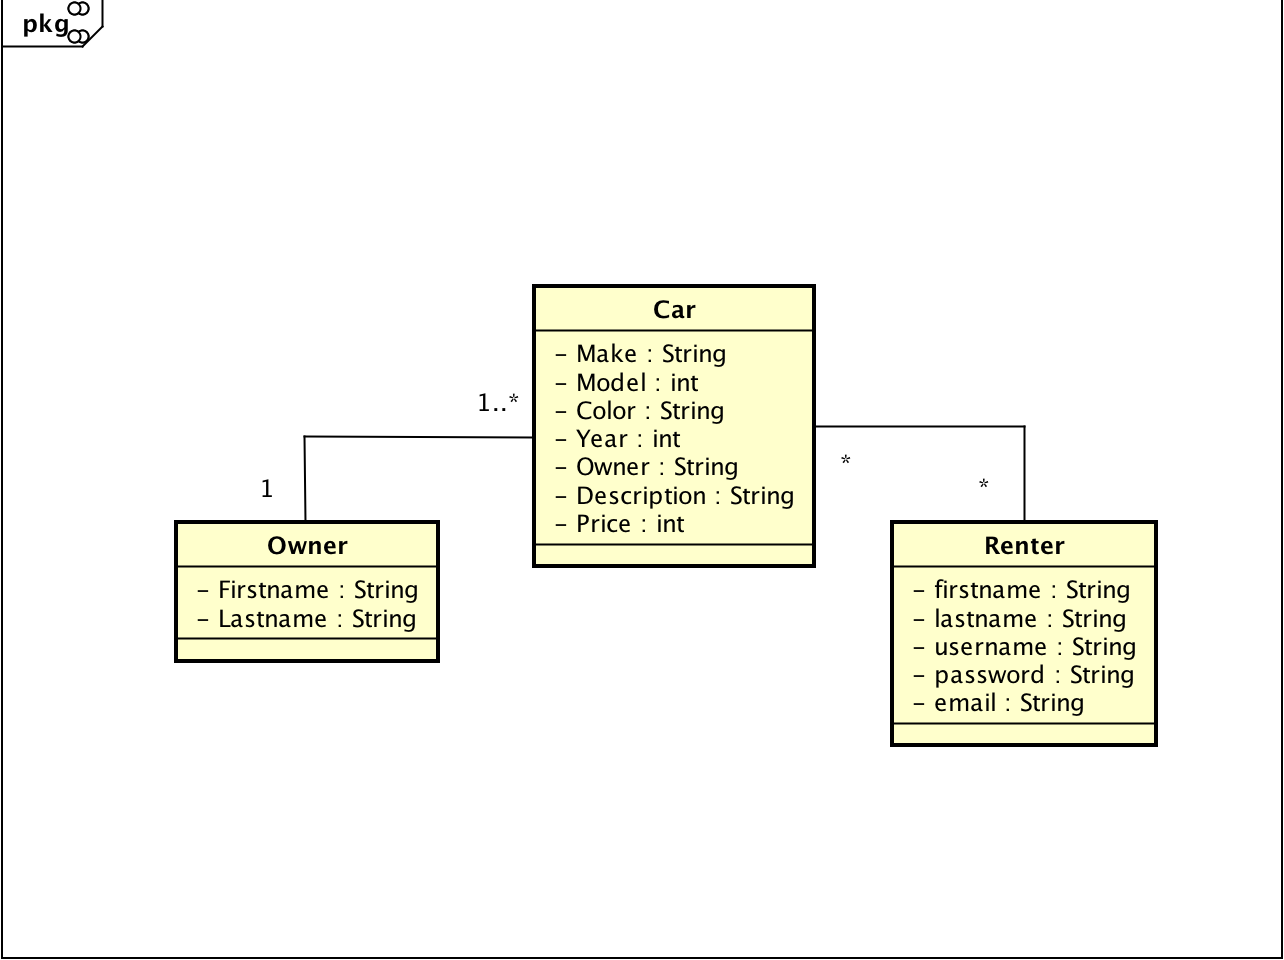 pkg
Car
– Make : String
– Model : int
– Color : String
– Year : int
– Owner : String
– Description : String
– Price : int
1..*
1
*
*
Owner
– Firstname : String
– Lastname : String
Renter
– firstname : String
– lastname : String
– username : String
– password : String
– email : String